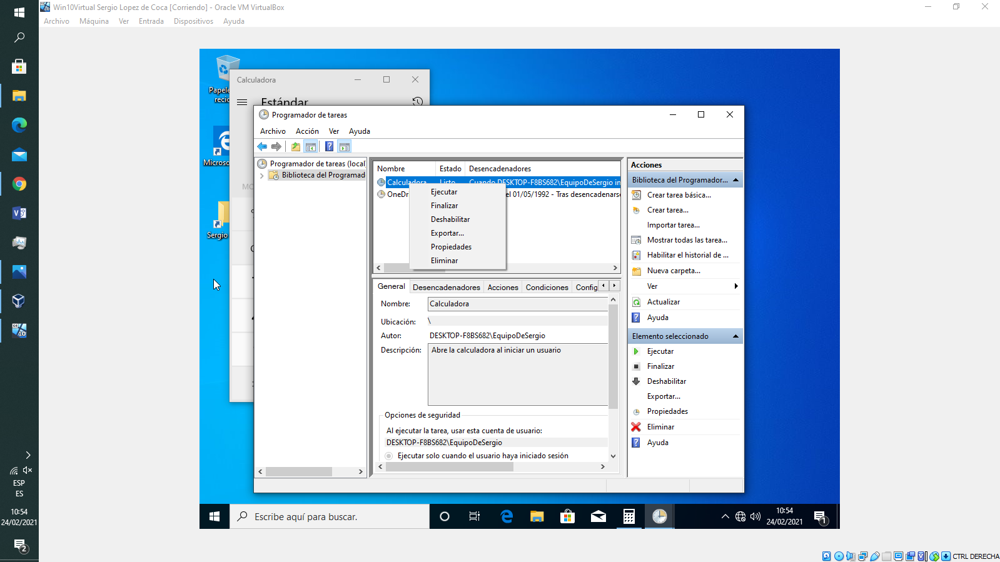 Win10Virtual Sergio Lopez de Coca [Corriendo] - Oracle VM VirtualBox
Archivo Máquina Ver Entrada Dispositivos Ayuda
Calculadora
Estándar
Programador de tareas
Archivo Acción Ver Ayuda
Programador de tareas (local
Biblioteca del Programad
Nombre Estado Desencadenadores
Calculadora Listo Cuando DESKTOP-F8BS682\EquipoDeSergio in
OneDr el 01/05/1992 - Tras desencadenarse
Ejecutar
Finalizar
Deshabilitar
Exportar...
Propiedades
Eliminar
General Desencadenadores Acciones Condiciones Config
Nombre: Calculadora
Ubicación: \
Autor: DESKTOP-F8BS682\EquipoDeSergio
Descripción: Abre la calculadora al iniciar un usuario
Opciones de seguridad
Al ejecutar la tarea, usar esta cuenta de usuario:
DESKTOP-F8BS682\EquipoDeSergio
Ejecutar solo cuando el usuario haya iniciado sesión
Acciones
Biblioteca del Programador...
Crear tarea básica...
Crear tarea...
Importar tarea...
Mostrar todas las tarea...
Habilitar el historial de ...
Nueva carpeta...
Ver
Actualizar
Ayuda
Elemento seleccionado
Ejecutar
Finalizar
Deshabilitar
Exportar...
Propiedades
Eliminar
Ayuda
Papele
recic
Microso
Sergio
Escribe aquí para buscar.
10:54
24/02/2021
1
ESP
ES
10:54
24/02/2021
2
CTRL DERECHA